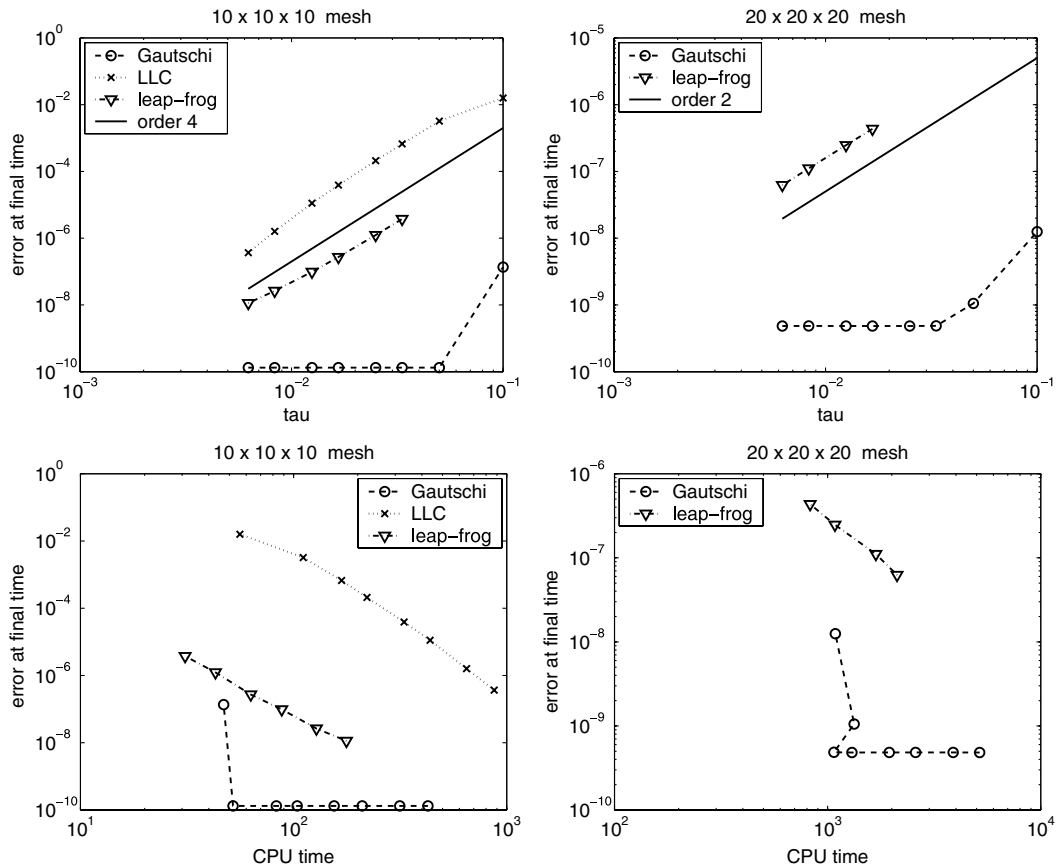 10 x 10 x 10 mesh
10^0
10^−2
10^−4
10^−6
10^−8
10^−10
error at final time
Gautschi
LLC
leap−frog
order 4
10^−3
10^−2
10^−1
tau
20 x 20 x 20 mesh
10^−5
10^−6
10^−7
10^−8
10^−9
10^−10
error at final time
Gautschi
leap−frog
order 2
10^−3
10^−2
10^−1
tau
10 x 10 x 10 mesh
10^0
10^−2
10^−4
10^−6
10^−8
10^−10
error at final time
Gautschi
LLC
leap−frog
10^1
10^2
10^3
CPU time
20 x 20 x 20 mesh
10^−6
10^−7
10^−8
10^−9
10^−10
error at final time
Gautschi
leap−frog
10^2
10^3
10^4
CPU time